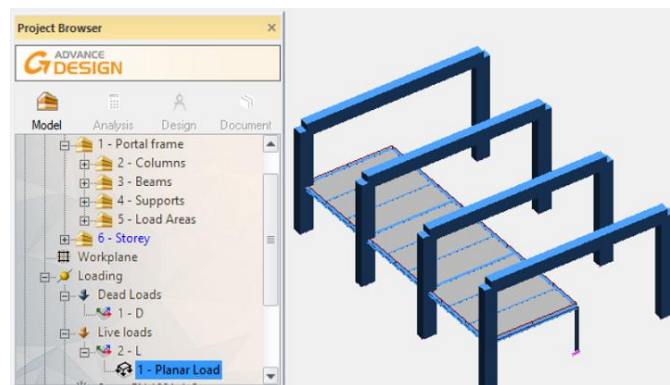 Project Browser
ADVANCE
DESIGN
Model Analysis Design Document
1 - Portal frame
2 - Columns
3 - Beams
4 - Supports
5 - Load Areas
6 - Storey
Workplane
Loading
Dead Loads
1 - D
Live loads
2 - L
1 - Planar Load